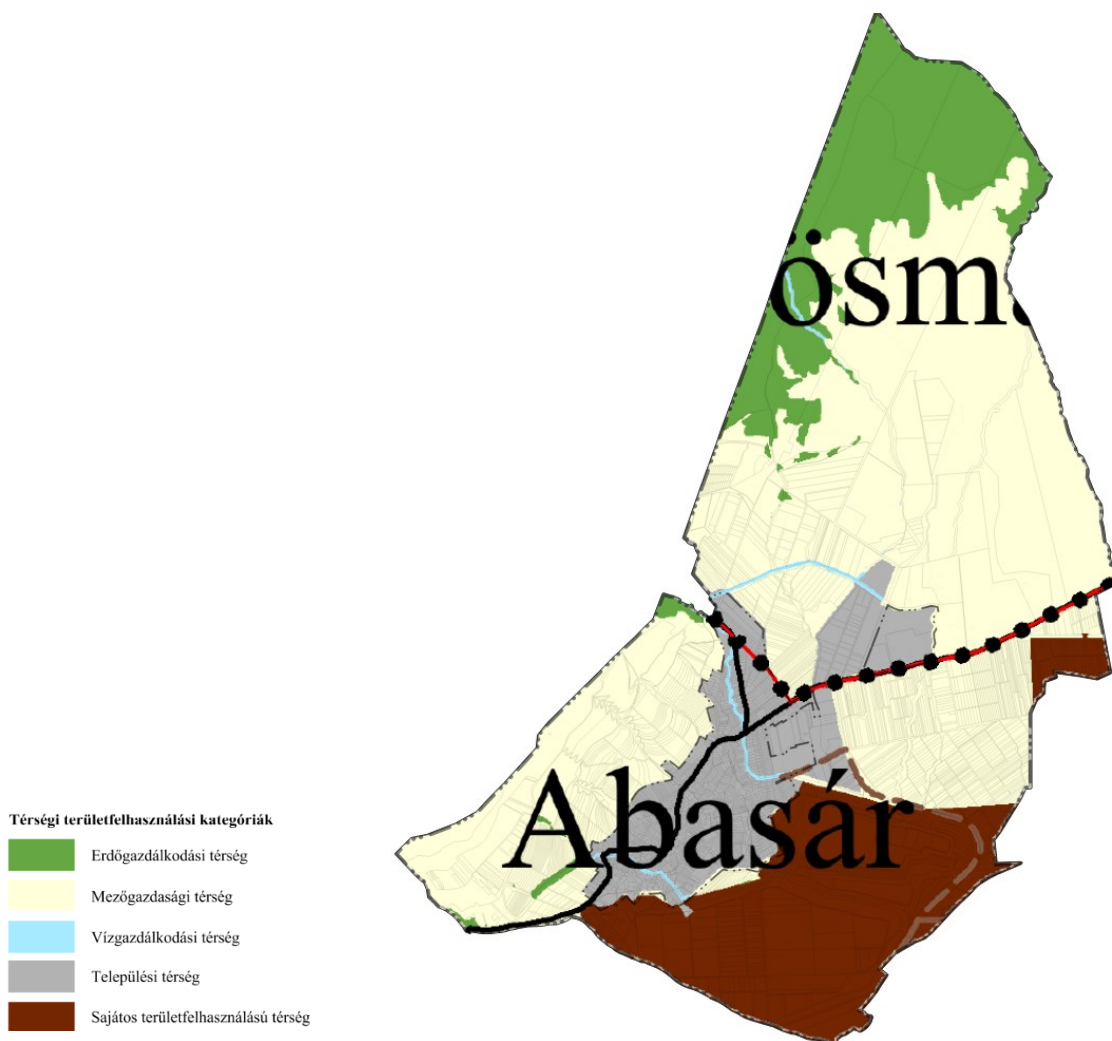 ösm
Abasár
Térségi területfelhasználási kategóriák
Erdőgazdálkodási térség
Mezőgazdasági térség
Vízgazdálkodási térség
Települési térség
Sajátos területfelhasználású térség